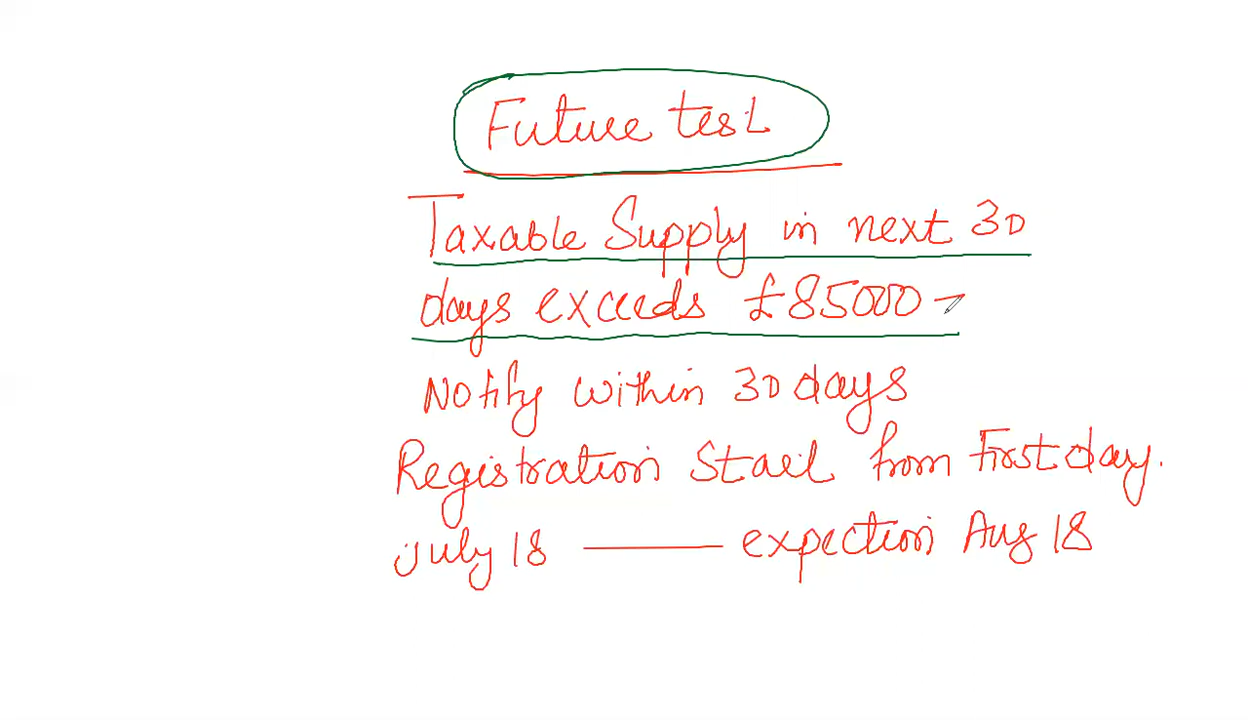 Future test
Taxable Supply in next 30
days exceeds £85000 -
Notify within 30 days
Registration Start from First day.
july 18 — expection Aug 18